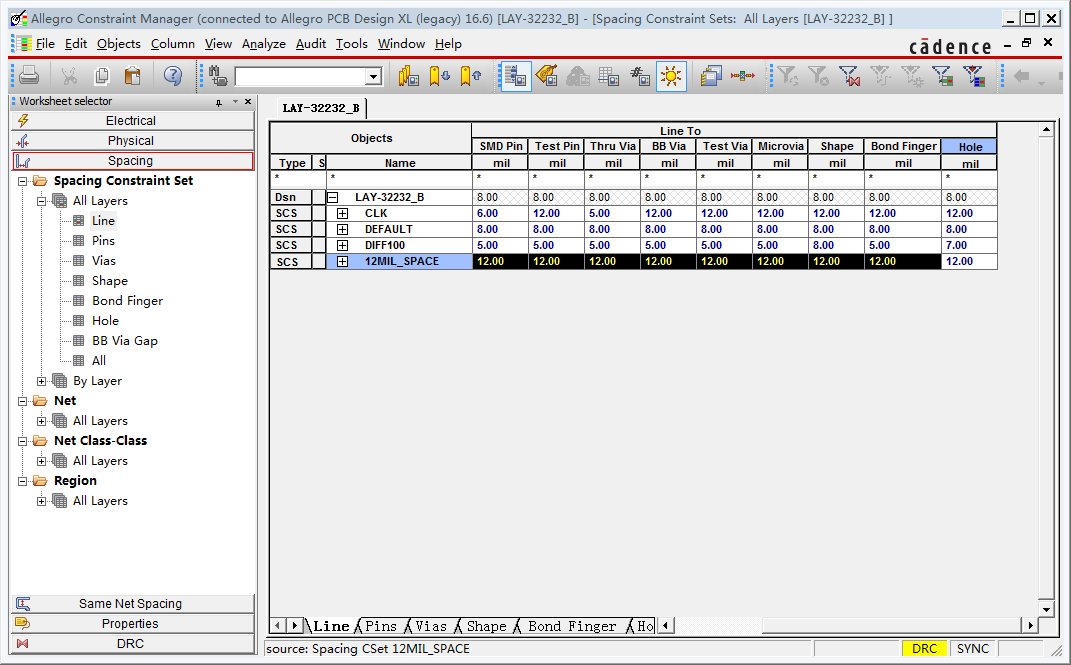 Allegro Constraint Manager (connected to Allegro PCB Design XL (legacy) 16.6) [LAY-32232_B] - [Spacing Constraint Sets: All Layers [LAY-32232_B] ]
File Edit Objects Column View Analyze Audit Tools Window Help
cādence
Worksheet selector
Electrical
Physical
Spacing
Spacing Constraint Set
All Layers
Line
Pins
Vias
Shape
Bond Finger
Hole
BB Via Gap
All
By Layer
Net
All Layers
Net Class-Class
All Layers
Region
All Layers
Same Net Spacing
Properties
DRC
LAY-32232_B
Objects Line To
SMD Pin Test Pin Thru Via BB Via Test Via Microvia Shape Bond Finger Hole
Type S Name mil mil mil mil mil mil mil mil mil
* * * * * * * * * * *
Dsn LAY-32232_B 8.00 8.00 8.00 8.00 8.00 8.00 8.00 8.00 8.00
SCS CLK 6.00 12.00 5.00 12.00 12.00 12.00 12.00 12.00 12.00
SCS DEFAULT 8.00 8.00 8.00 8.00 8.00 8.00 8.00 8.00 8.00
SCS DIFF100 5.00 5.00 5.00 5.00 5.00 5.00 8.00 5.00 7.00
SCS 12MIL_SPACE 12.00 12.00 12.00 12.00 12.00 12.00 12.00 12.00 12.00
Line Pins Vias Shape Bond Finger Ho
source: Spacing CSet 12MIL_SPACE DRC SYNC